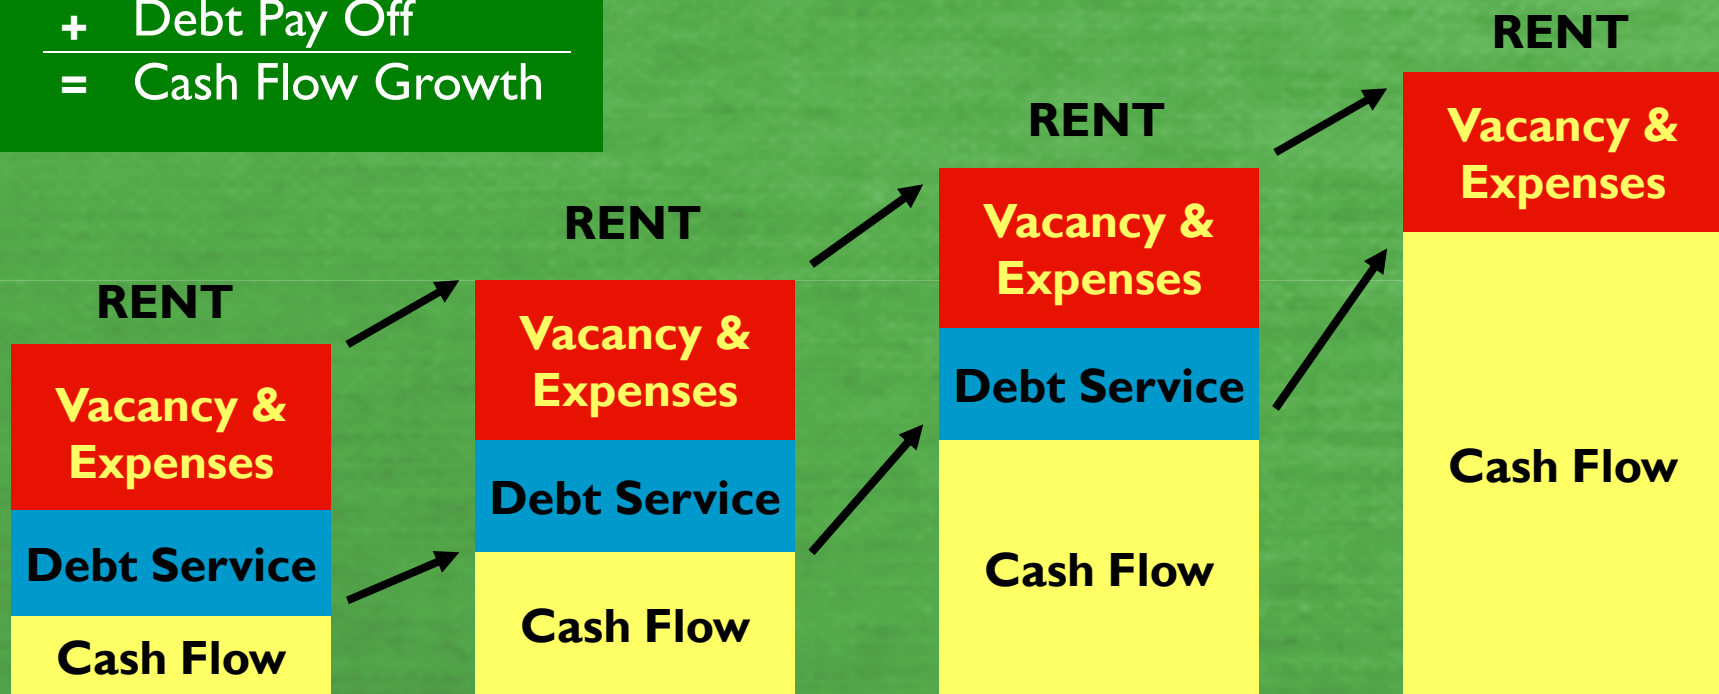 + Debt Pay Off
= Cash Flow Growth
RENT
Vacancy &
Expenses
Debt Service
Cash Flow
RENT
Vacancy &
Expenses
Debt Service
Cash Flow
RENT
Vacancy &
Expenses
Debt Service
Cash Flow
RENT
Vacancy &
Expenses
Cash Flow